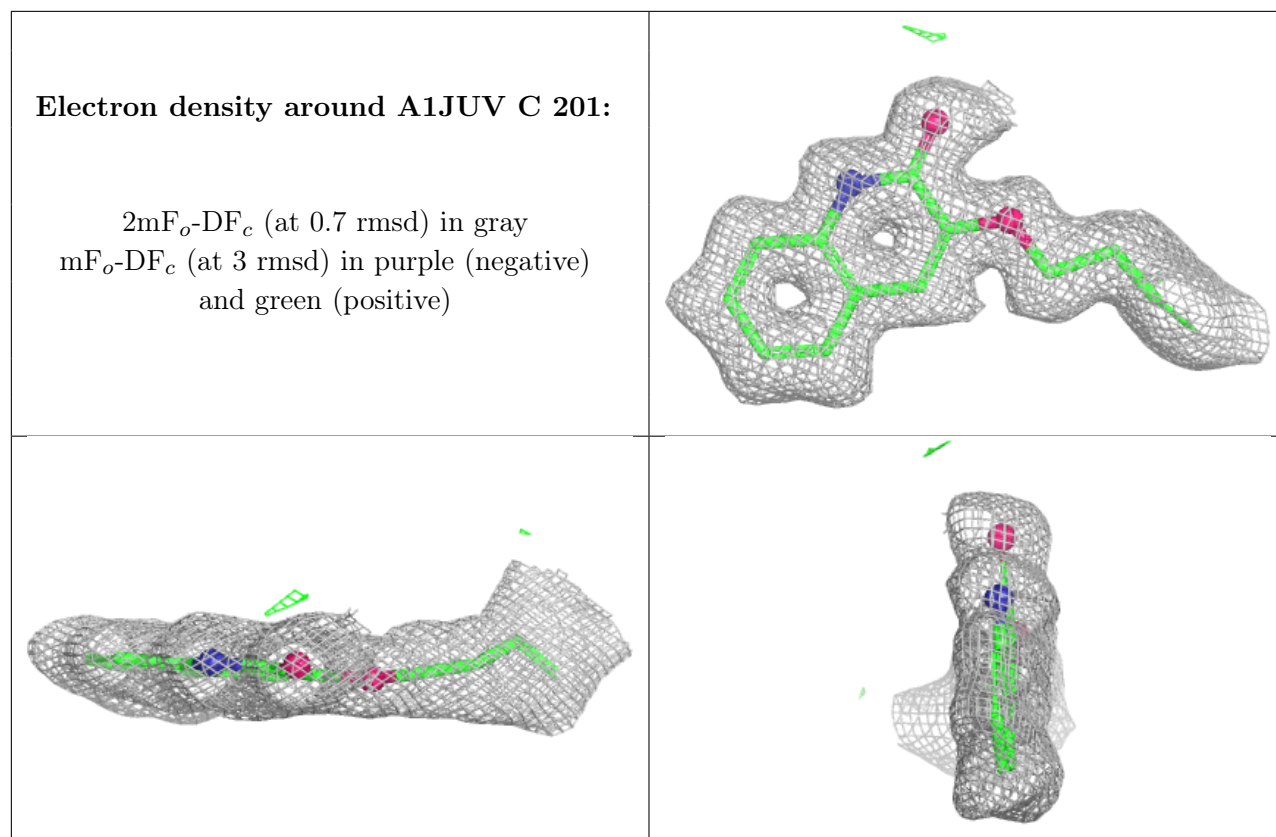 Electron density around A1JUV C 201:
2mFₒ-DF𝒸 (at 0.7 rmsd) in gray
mFₒ-DF𝒸 (at 3 rmsd) in purple (negative)
and green (positive)